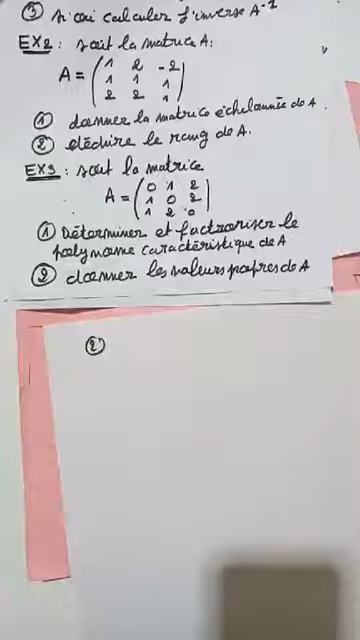 ③ n'oui calculer l'inverse A⁻¹
EX2: soit la matrice A:
A = ( 1 2 -2
1 1 1
2 2 1 )
① donner la matrice échelonnée de A.
② déduire le rang de A.
EX3: soit la matrice
A = ( 0 1 2
1 0 2
1 2 0 )
① Déterminer et factoriser le
polynome caractéristique de A
② donner les valeurs propres de A
②